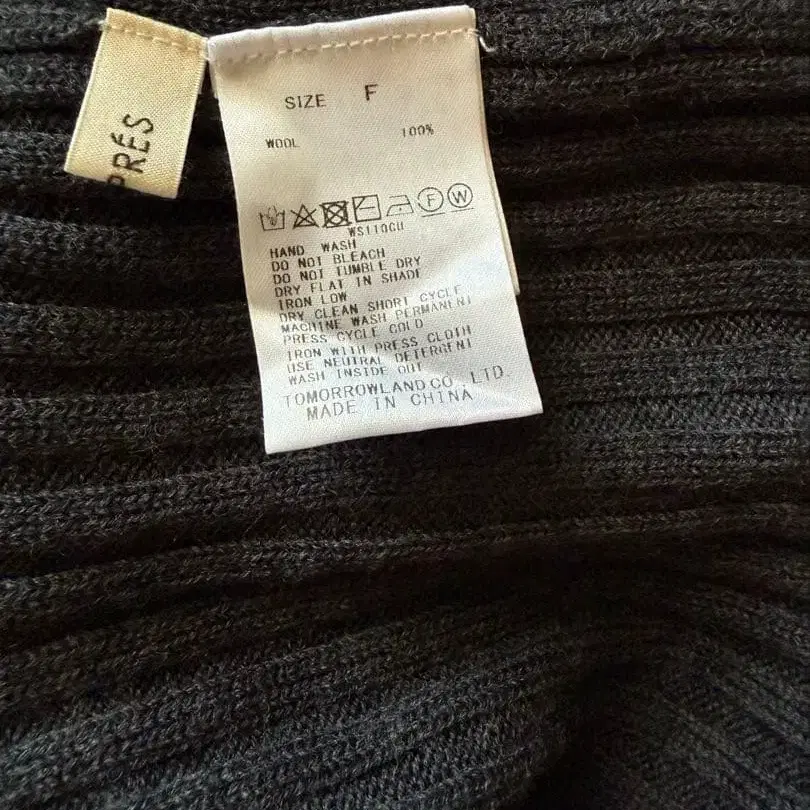 PRÉS
SIZE F
WOOL 100%
F W
WS110CU
HAND WASH
DO NOT BLEACH
DO NOT TUMBLE DRY
DRY FLAT IN SHADE
IRON LOW
DRY CLEAN SHORT CYCLE
MACHINE WASH PERMANENT
PRESS CYCLE COLD
IRON WITH PRESS CLOTH
USE NEUTRAL DETERGENT
WASH INSIDE OUT
TOMORROWLAND CO., LTD.
MADE IN CHINA